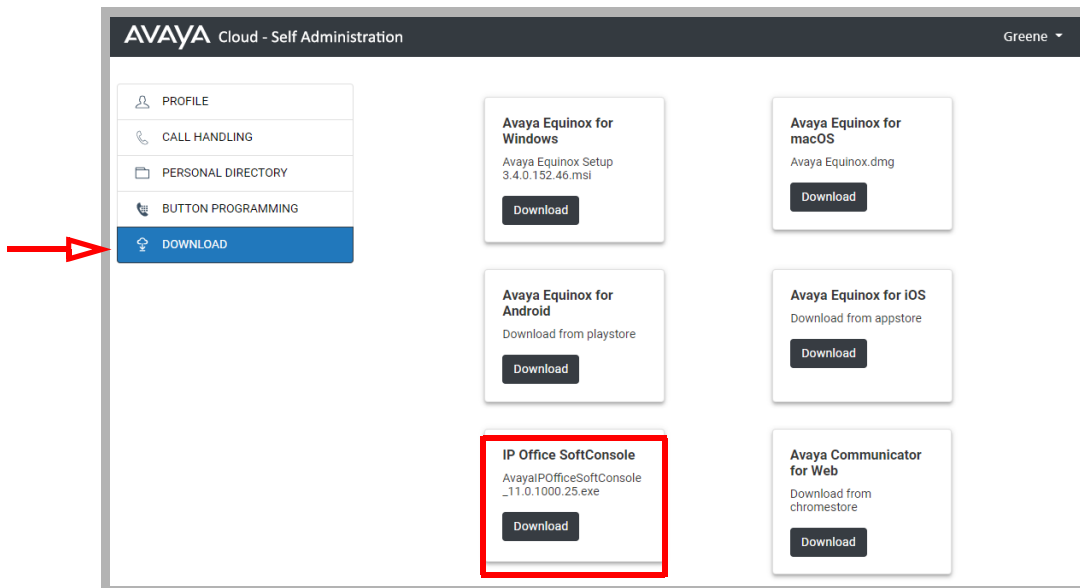 AVAYA Cloud - Self Administration
Greene
PROFILE
CALL HANDLING
PERSONAL DIRECTORY
BUTTON PROGRAMMING
DOWNLOAD
Avaya Equinox for
Windows
Avaya Equinox Setup
3.4.0.152.46.msi
Download
Avaya Equinox for
macOS
Avaya Equinox.dmg
Download
Avaya Equinox for
Android
Download from playstore
Download
Avaya Equinox for iOS
Download from appstore
Download
IP Office SoftConsole
AvayaIPOfficeSoftConsole
_11.0.1000.25.exe
Download
Avaya Communicator
for Web
Download from
chromestore
Download